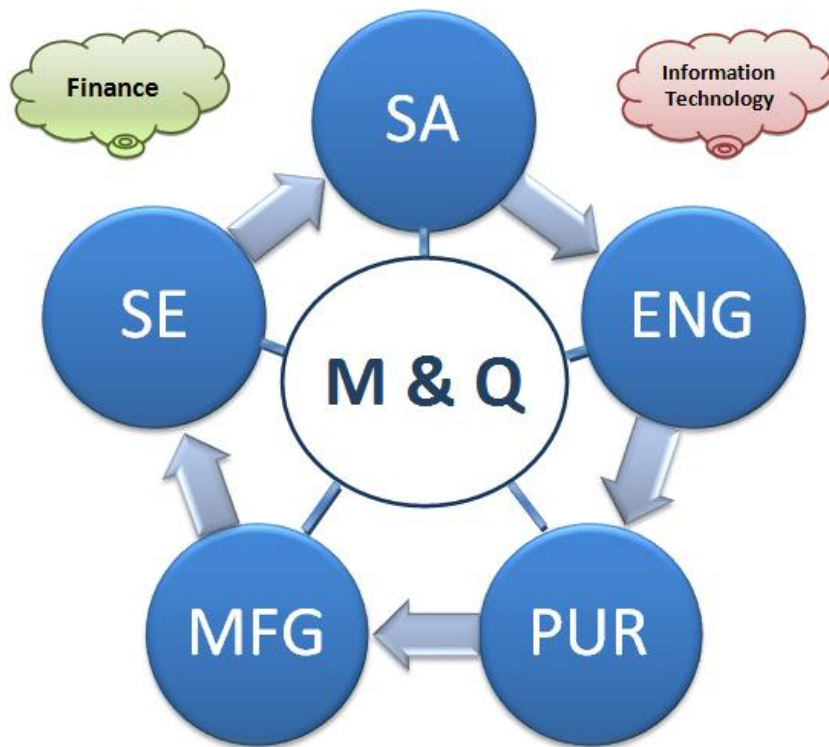 Finance
Information
Technology
SA
SE
ENG
M & Q
MFG
PUR